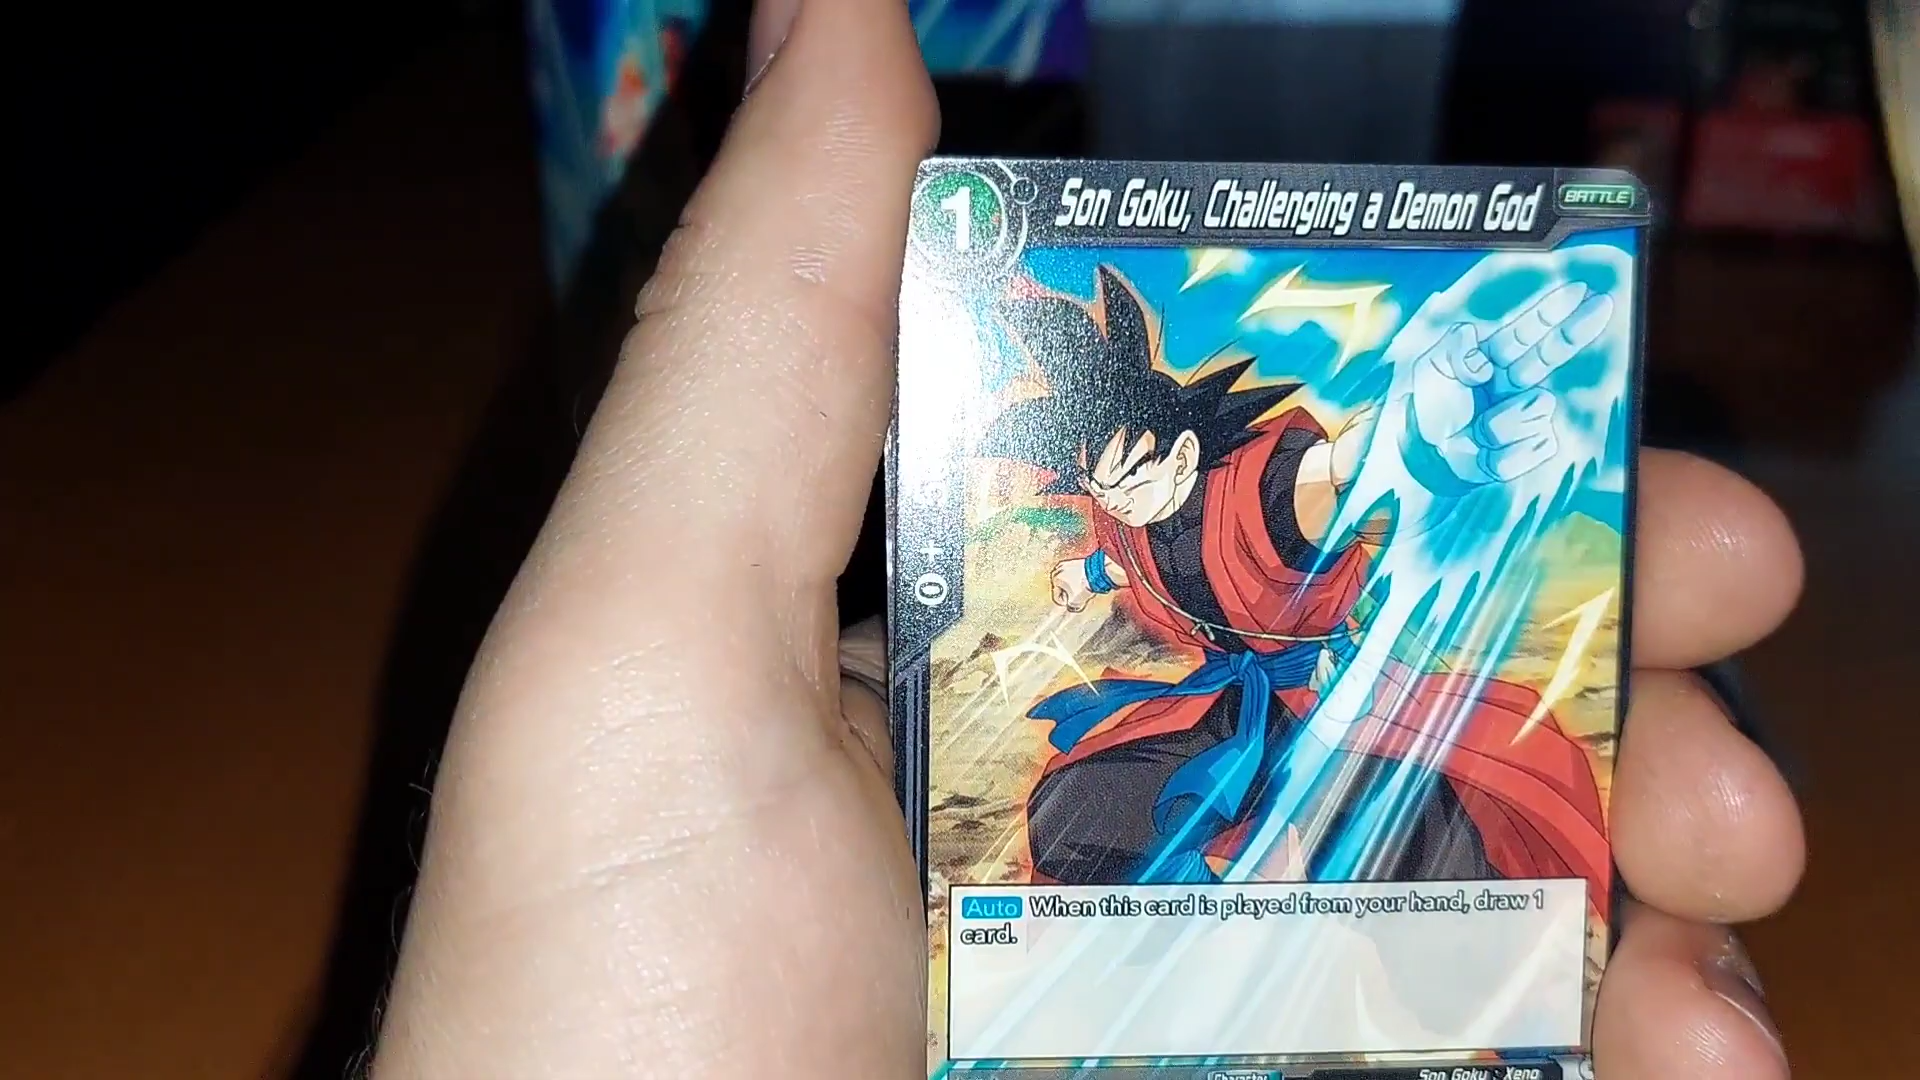 1
Son Goku, Challenging a Demon God
BATTLE
0 +
Auto When this card is played from your hand, draw 1
card.
Character
Son Goku : Xeno